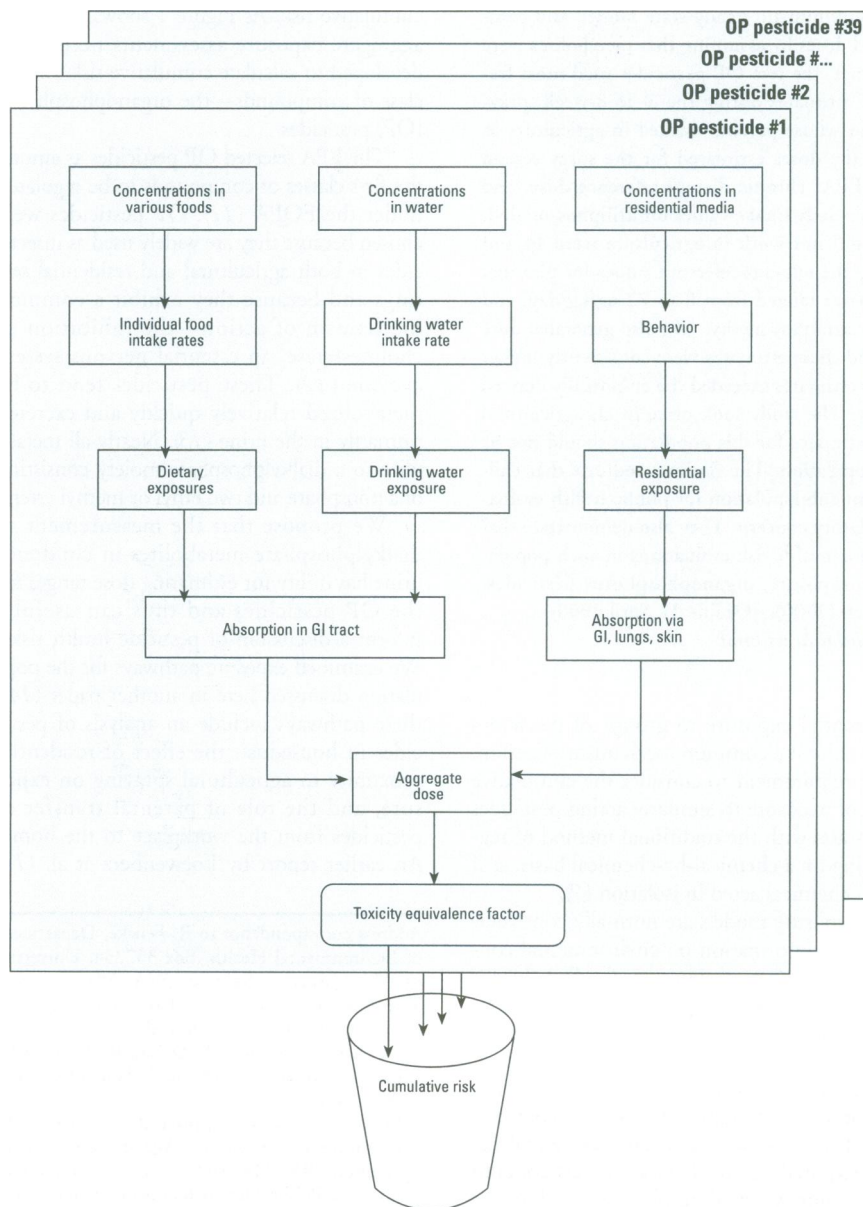 OP pesticide #39
OP pesticide #...
OP pesticide #2
OP pesticide #1
Concentrations in
various foods
Concentrations
in water
Concentrations in
residential media
Individual food
intake rates
Drinking water
intake rate
Behavior
Dietary
exposures
Drinking water
exposure
Residential
exposure
Absorption in GI tract
Absorption via
GI, lungs, skin
Aggregate
dose
Toxicity equivalence factor
Cumulative risk